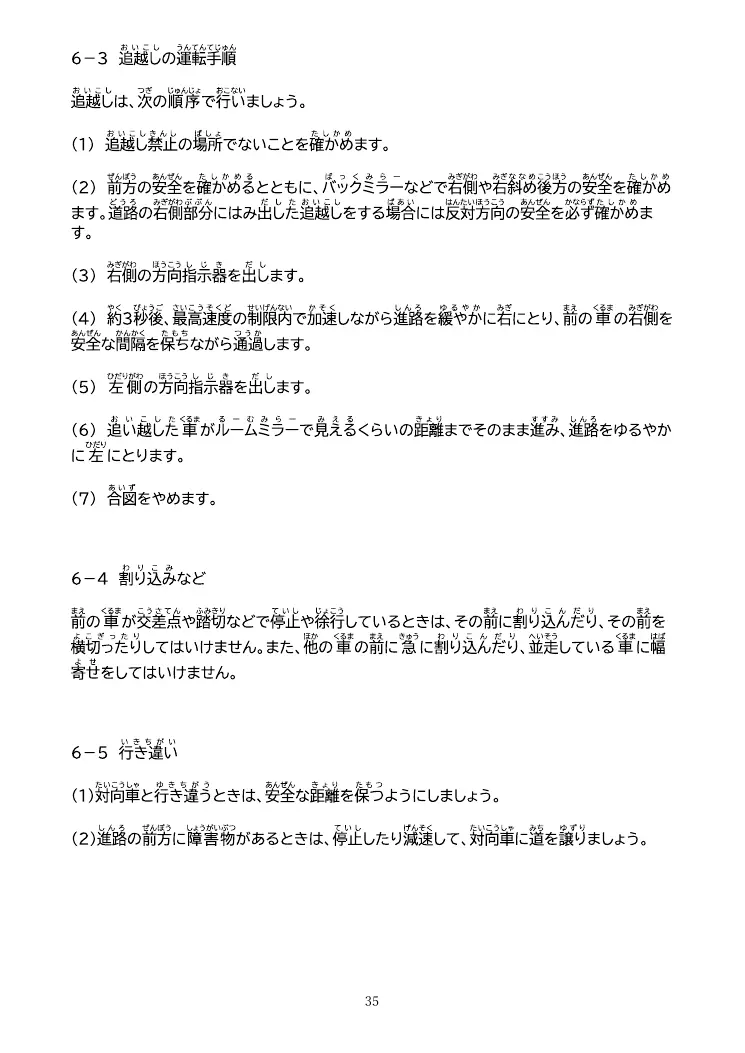 6－3 追越しの運転手順
追越しは、次の順序で行いましょう。
(1) 追越し禁止の場所でないことを確かめます。
(2) 前方の安全を確かめるとともに、バックミラーなどで右側や右斜め後方の安全を確かめ
ます。道路の右側部分にはみ出した追越しをする場合には反対方向の安全を必ず確かめま
す。
(3) 右側の方向指示器を出します。
(4) 約3秒後、最高速度の制限内で加速しながら進路を緩やかに右にとり、前の車の右側を
安全な間隔を保ちながら通過します。
(5) 左側の方向指示器を出します。
(6) 追い越した車がルームミラーで見えるくらいの距離までそのまま進み、進路をゆるやか
に左にとります。
(7) 合図をやめます。
6－4 割り込みなど
前の車が交差点や踏切などで停止や徐行しているときは、その前に割り込んだり、その前を
横切ったりしてはいけません。また、他の車の前に急に割り込んだり、並走している車に幅
寄せをしてはいけません。
6－5 行き違い
(1)対向車と行き違うときは、安全な距離を保つようにしましょう。
(2)進路の前方に障害物があるときは、停止したり減速して、対向車に道を譲りましょう。
35